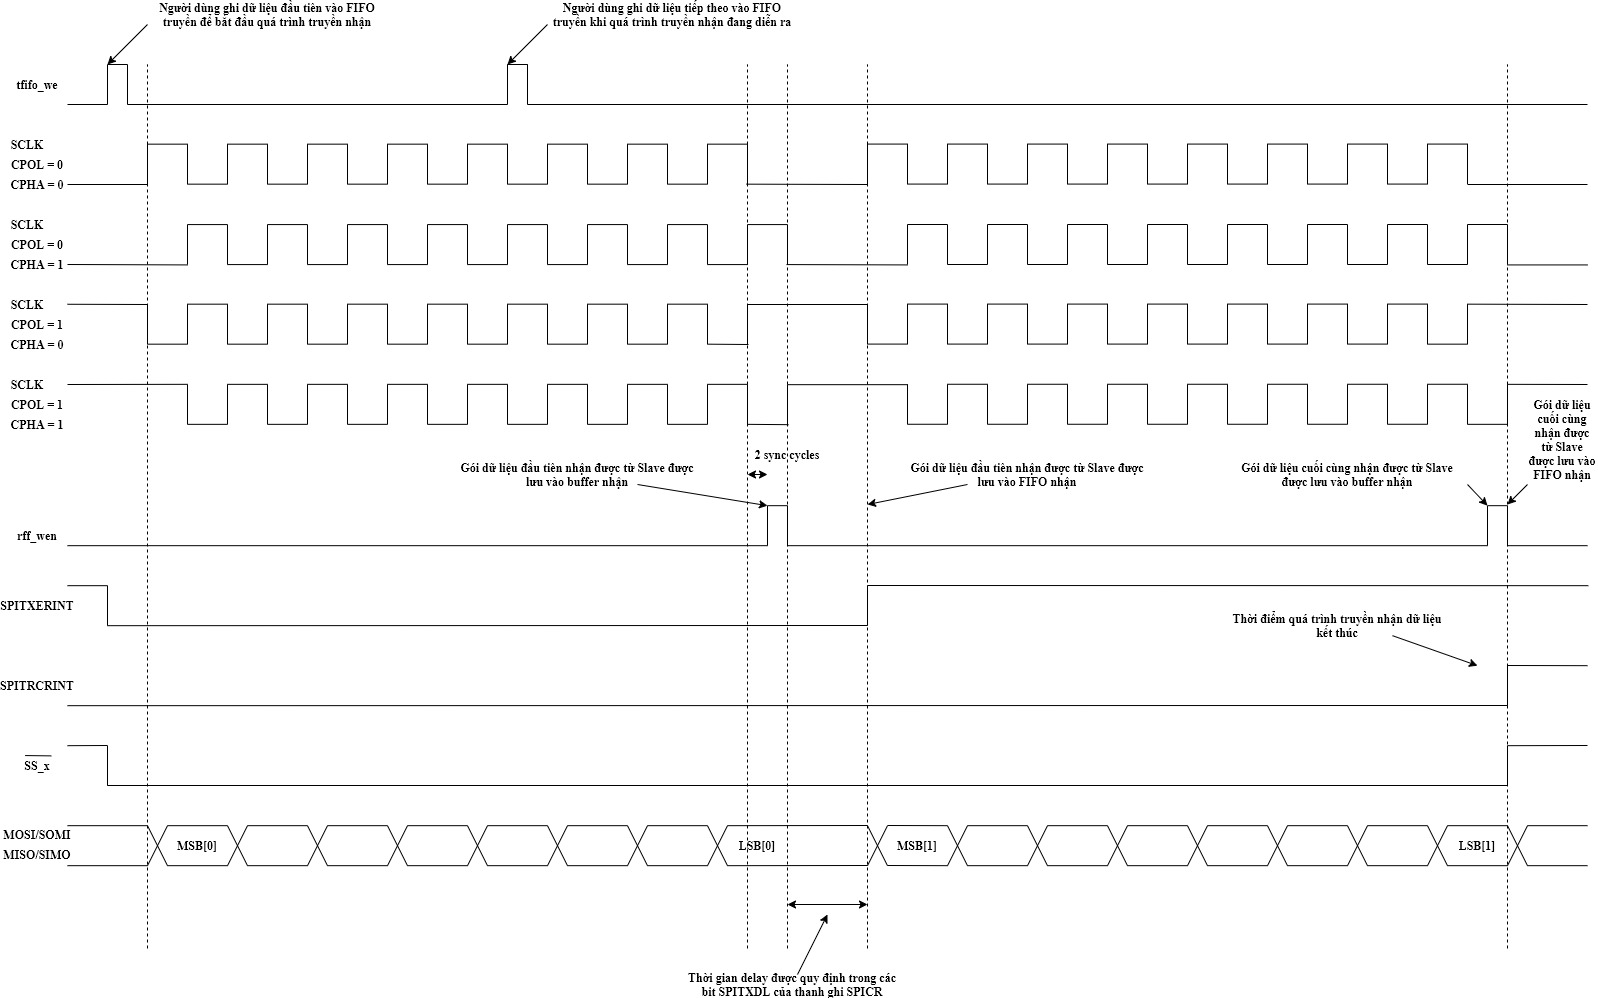 Người dùng ghi dữ liệu đầu tiên vào FIFO
truyền để bắt đầu quá trình truyền nhận
Người dùng ghi dữ liệu tiếp theo vào FIFO
truyền khi quá trình truyền nhận đang diễn ra
tfifo_we
SCLK
CPOL = 0
CPHA = 0
SCLK
CPOL = 0
CPHA = 1
SCLK
CPOL = 1
CPHA = 0
SCLK
CPOL = 1
CPHA = 1
Gói dữ liệu
cuối cùng
nhận được
từ Slave
được lưu vào
FIFO nhận
2 sync cycles
Gói dữ liệu đầu tiên nhận được từ Slave được
lưu vào buffer nhận
Gói dữ liệu đầu tiên nhận được từ Slave được
lưu vào FIFO nhận
Gói dữ liệu cuối cùng nhận được từ Slave
được lưu vào buffer nhận
rff_wen
SPITXERINT
Thời điểm quá trình truyền nhận dữ liệu
kết thúc
SPITRCRINT
SS_x
MOSI/SOMI
MISO/SIMO
MSB[0]
LSB[0]
MSB[1]
LSB[1]
Thời gian delay được quy định trong các
bit SPITXDL của thanh ghi SPICR